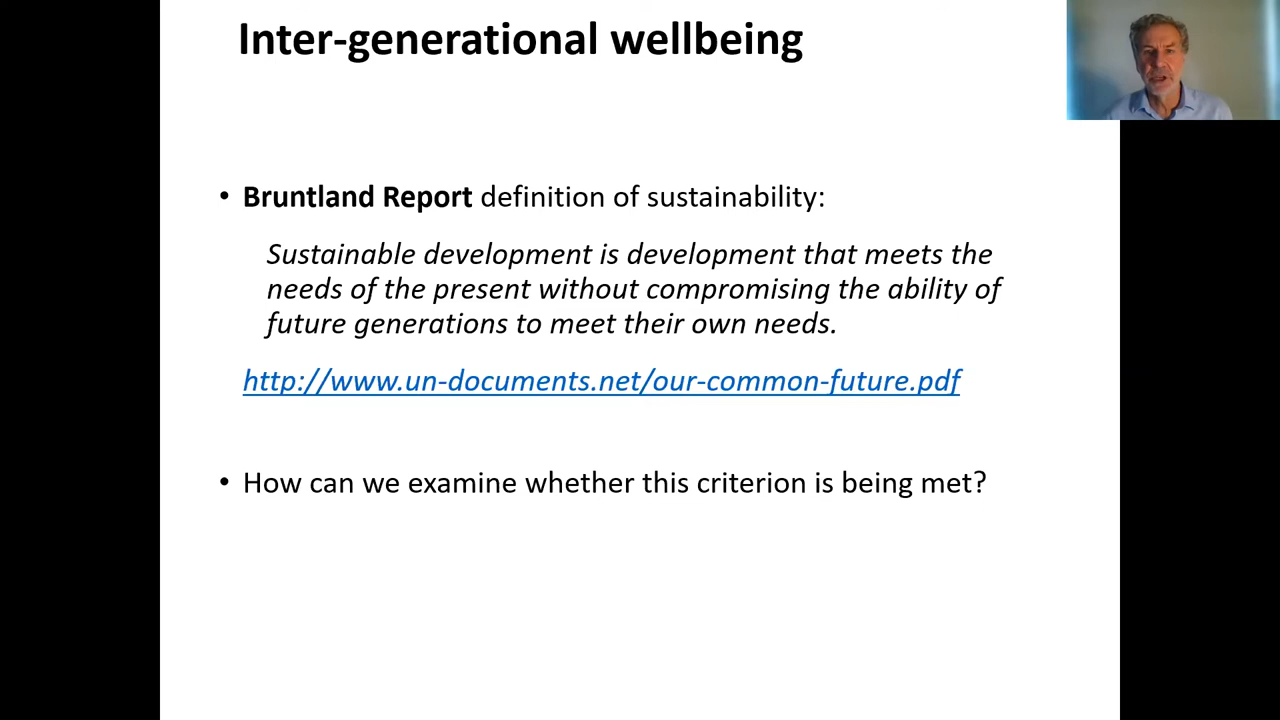 Inter-generational wellbeing
• Bruntland Report definition of sustainability:
Sustainable development is development that meets the
needs of the present without compromising the ability of
future generations to meet their own needs.
http://www.un-documents.net/our-common-future.pdf
• How can we examine whether this criterion is being met?